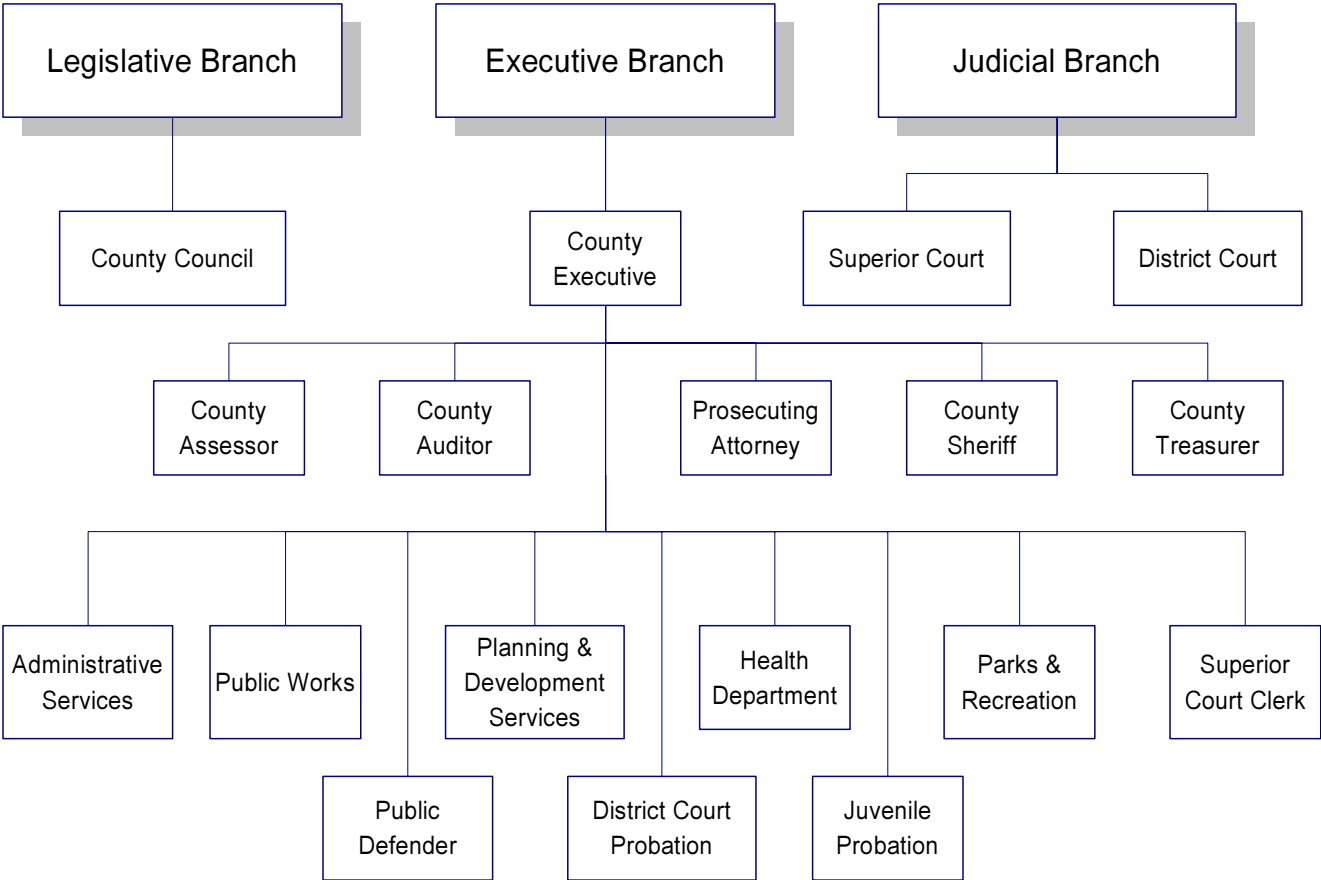 Legislative Branch
Executive Branch
Judicial Branch
County Council
County
Executive
Superior Court
District Court
County
Assessor
County
Auditor
Prosecuting
Attorney
County
Sheriff
County
Treasurer
Administrative
Services
Public Works
Planning &
Development
Services
Health
Department
Parks &
Recreation
Superior
Court Clerk
Public
Defender
District Court
Probation
Juvenile
Probation